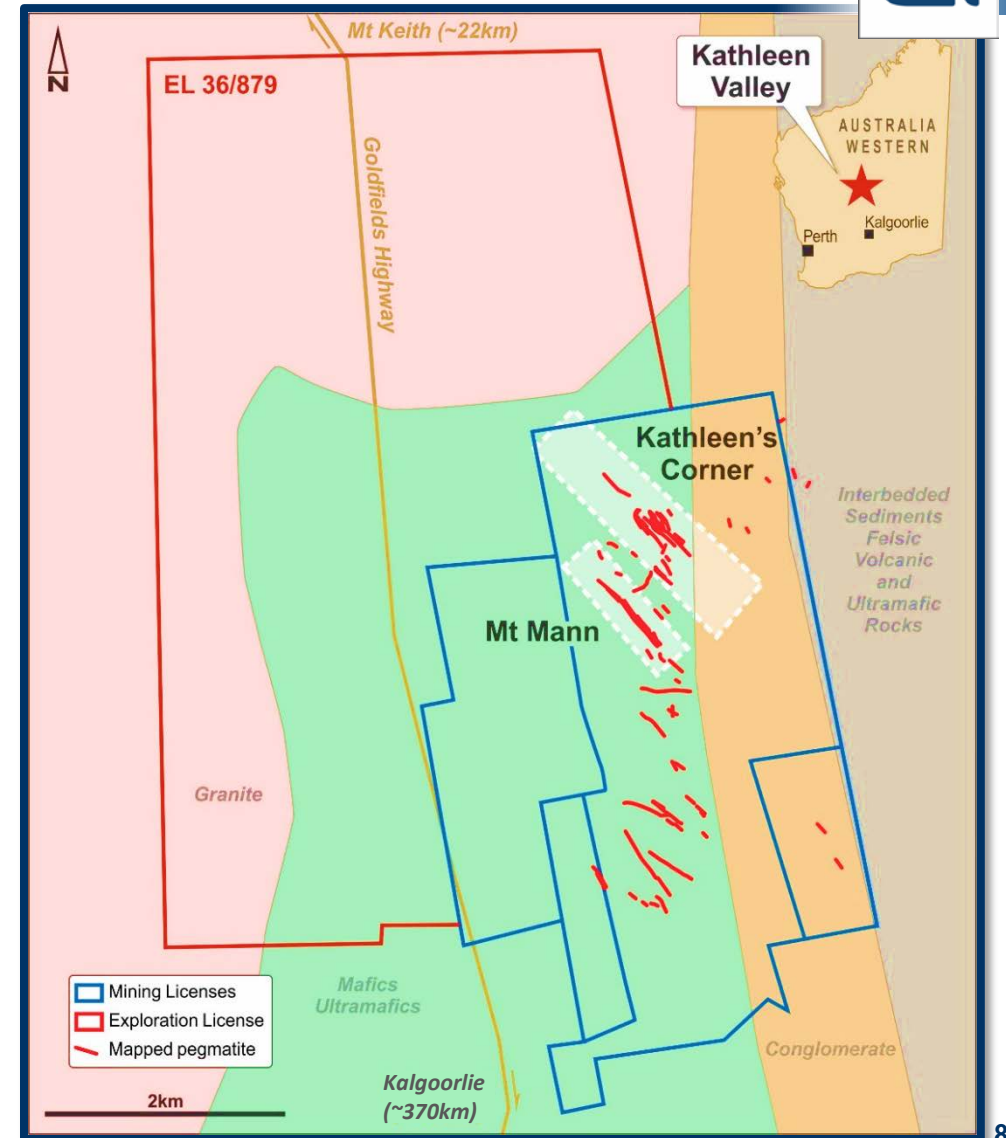 N
Mt Keith (~22km)
EL 36/879
Kathleen
Valley
AUSTRALIA
WESTERN
Perth
Kalgoorlie
Goldfields Highway
Kathleen's
Corner
Interbedded
Sediments
Felsic
Volcanic
and
Ultramafic
Rocks
Mt Mann
Granite
Mafics
Ultramafics
Mining Licenses
Exploration License
Mapped pegmatite
Conglomerate
Kalgoorlie
(~370km)
2km
8